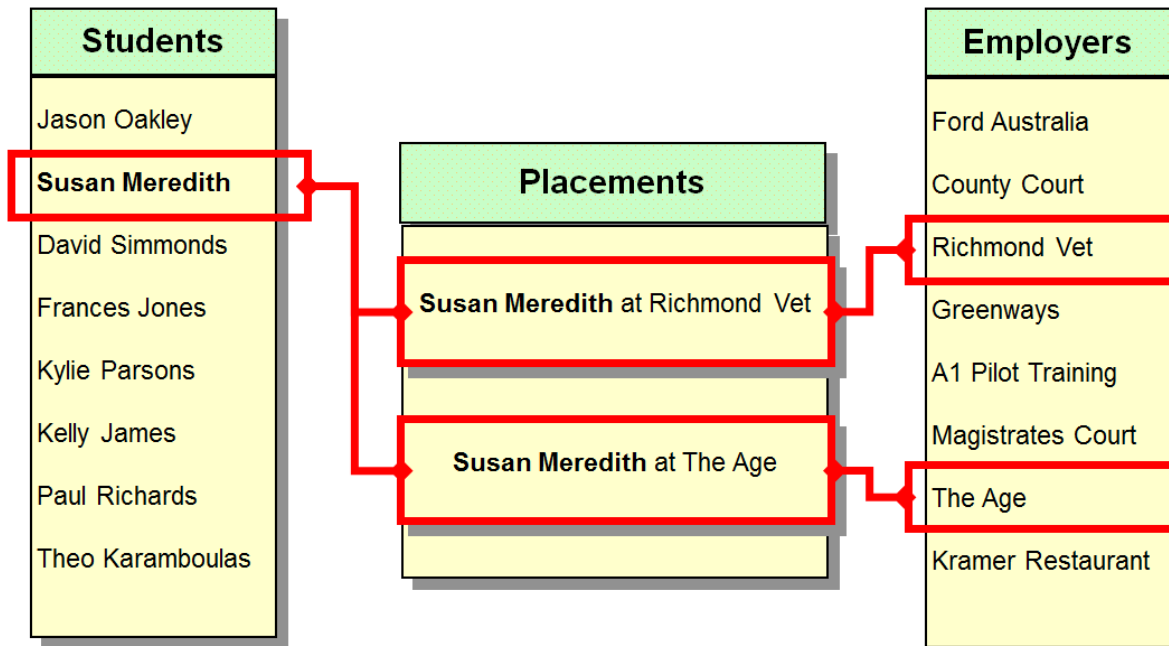 Students
Jason Oakley
Susan Meredith
David Simmonds
Frances Jones
Kylie Parsons
Kelly James
Paul Richards
Theo Karamboulas
Placements
Susan Meredith at Richmond Vet
Susan Meredith at The Age
Employers
Ford Australia
County Court
Richmond Vet
Greenways
A1 Pilot Training
Magistrates Court
The Age
Kramer Restaurant